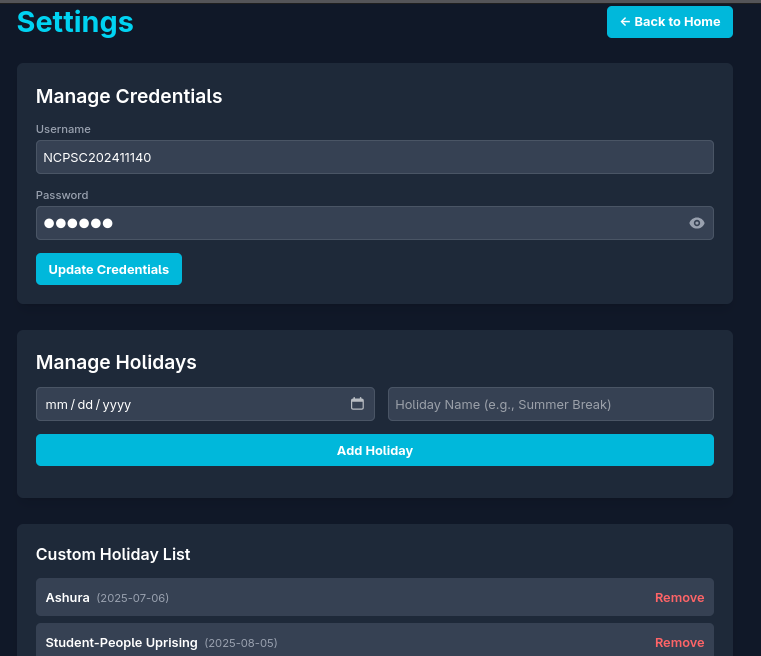 Settings
← Back to Home
Manage Credentials
Username
NCPSC202411140
Password
●●●●●●
Update Credentials
Manage Holidays
mm/dd/yyyy
Holiday Name (e.g., Summer Break)
Add Holiday
Custom Holiday List
Ashura (2025-07-06) Remove
Student-People Uprising (2025-08-05) Remove